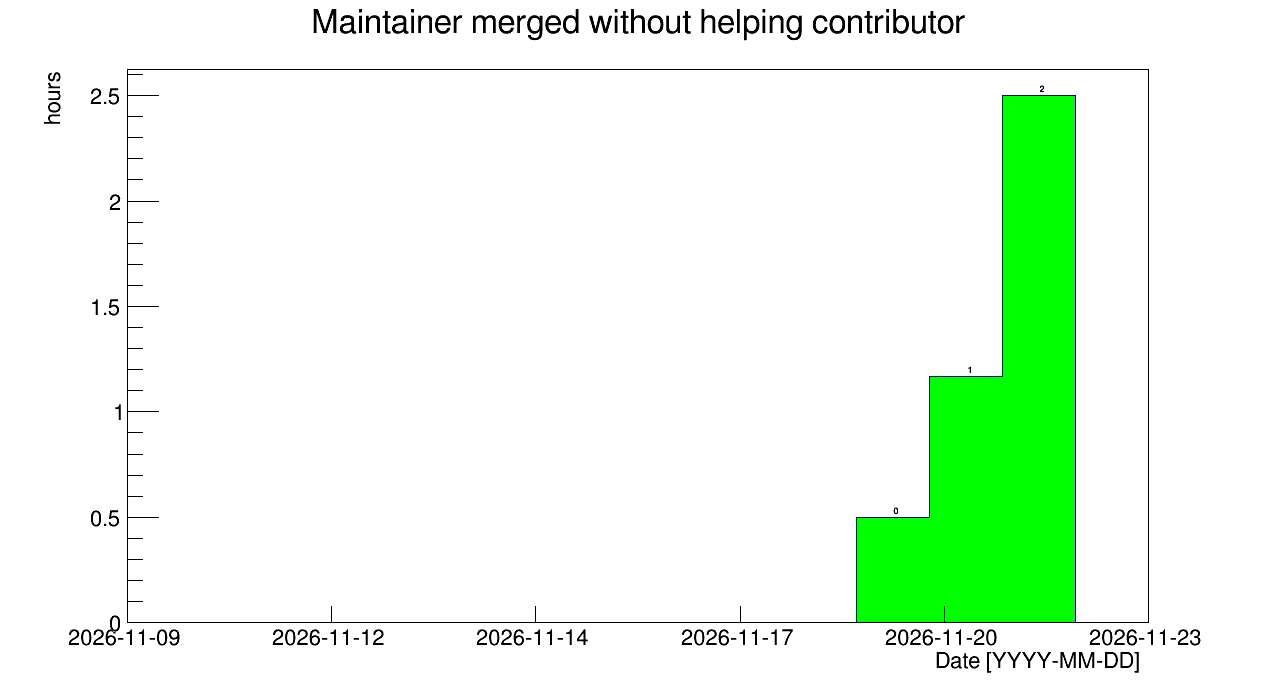 Maintainer merged without helping contributor
hours
2.5
2
1.5
1
0.5
0
2
1
0
2026-11-09 2026-11-12 2026-11-14 2026-11-17 2026-11-20 2026-11-23
Date [YYYY-MM-DD]